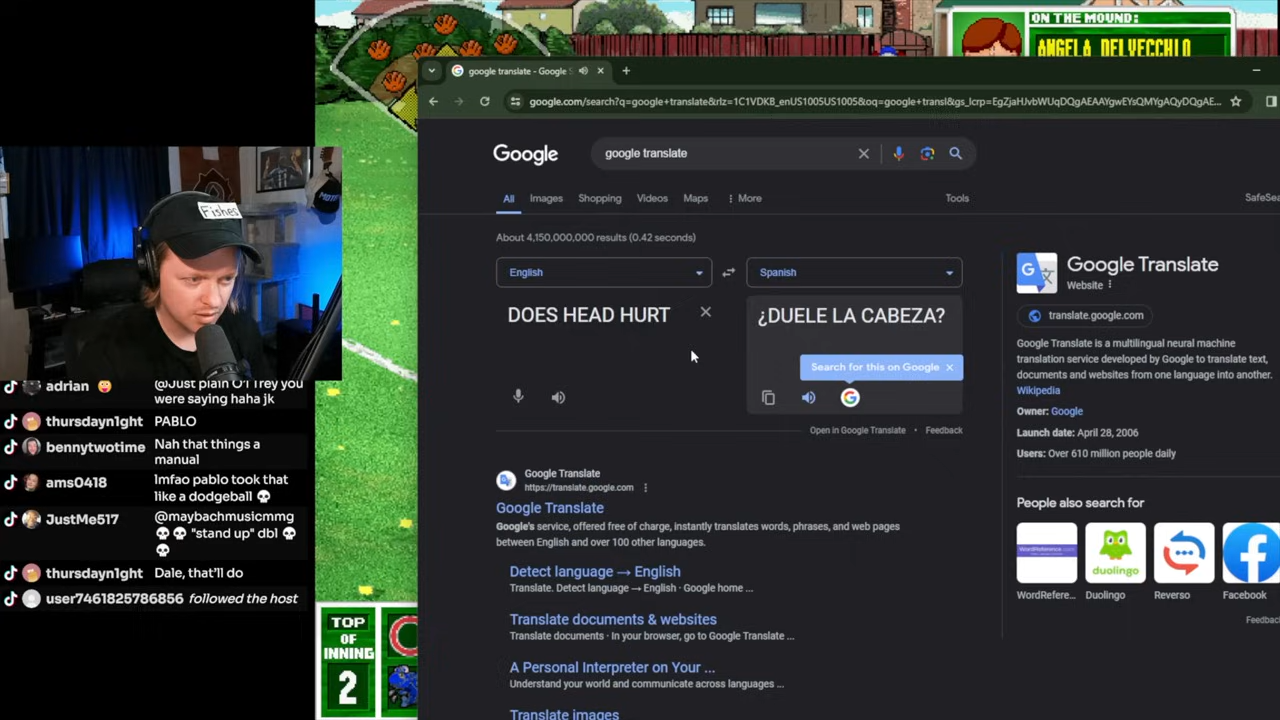 ON THE MOUND:
ANGELA DELVECCHIO
google translate - Google S
google.com/search?q=google+translate&rlz=1C1VDKB_enUS1005US1005&oq=google+transl&gs_lcrp=EgZjaHJvbWUqDQgAEAAYgwEYsQMYgAQyDQgAE...
Google
google translate
All
Images
Shopping
Videos
Maps
More
Tools
SafeSea
About 4,150,000,000 results (0.42 seconds)
English
Spanish
DOES HEAD HURT
¿DUELE LA CABEZA?
Search for this on Google
Open in Google Translate • Feedback
Google Translate
https://translate.google.com
Google Translate
Google's service, offered free of charge, instantly translates words, phrases, and web pages
between English and over 100 other languages.
Detect language → English
Translate. Detect language → English · Google home ...
Translate documents & websites
Translate documents · In your browser, go to Google Translate ...
A Personal Interpreter on Your ...
Understand your world and communicate across languages ...
Translate images
Google Translate
Website
translate.google.com
Google Translate is a multilingual neural machine
translation service developed by Google to translate text,
documents and websites from one language into another.
Wikipedia
Owner: Google
Launch date: April 28, 2006
Users: Over 610 million people daily
People also search for
WordRefere...
Duolingo
Reverso
Facebook
Feedbac
Fishes
adrian
@Just plain O'l Trey you
were saying haha jk
thursdayn1ght PABLO
bennytwotime Nah that things a
manual
ams0418 lmfao pablo took that
like a dodgeball
JustMe517 @maybachmusicmmg
"stand up" dbl
thursdayn1ght Dale, that'll do
user7461825786856 followed the host
TOP
OF
INNING
2